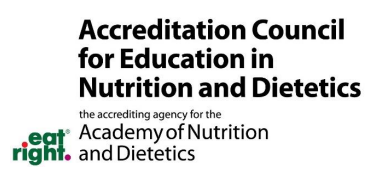 Accreditation Council
for Education in
Nutrition and Dietetics
the accrediting agency for the
eat® Academy of Nutrition
right. and Dietetics